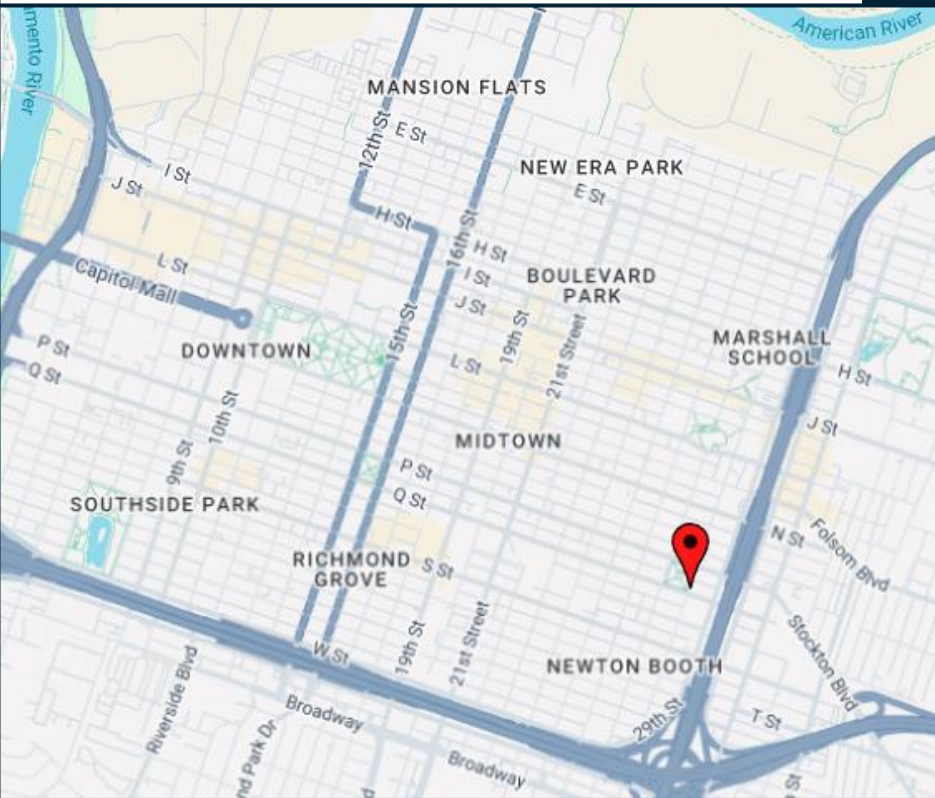 American River
amento River
MANSION FLATS
12th St
E St
NEW ERA PARK
E St
I St
J St
H St
16th St
H St
I St
J St
L St
Capitol Mall
BOULEVARD
PARK
15th St
19th St
21st Street
MARSHALL
SCHOOL
H St
P St
Q St
DOWNTOWN
L St
J St
10th St
9th St
MIDTOWN
P St
Q St
SOUTHSIDE PARK
N St
Folsom Blvd
RICHMOND
GROVE
S St
W St
19th St
21st Street
NEWTON BOOTH
Stockton Blvd
Riverside Blvd
Broadway
29th St
T St
nd Park Dr
Broadway
d
St